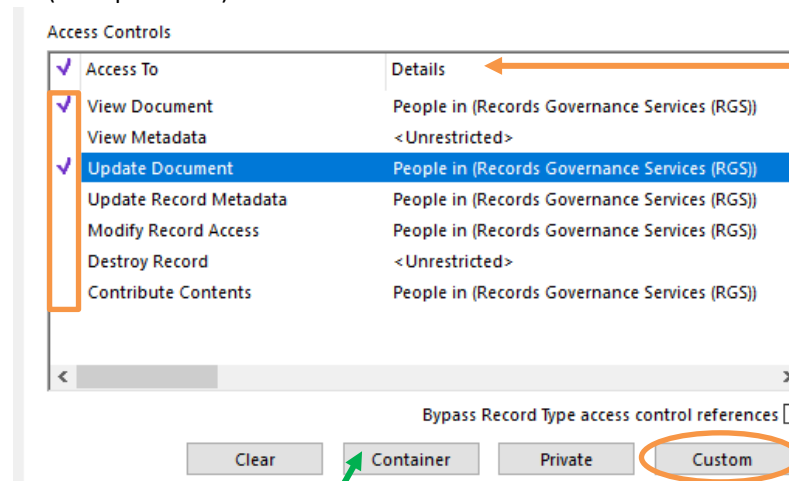 Access Controls
Access To Details
View Document People in (Records Governance Services (RGS))
View Metadata <Unrestricted>
Update Document People in (Records Governance Services (RGS))
Update Record Metadata People in (Records Governance Services (RGS))
Modify Record Access People in (Records Governance Services (RGS))
Destroy Record <Unrestricted>
Contribute Contents People in (Records Governance Services (RGS))
Bypass Record Type access control references
Clear Container Private Custom